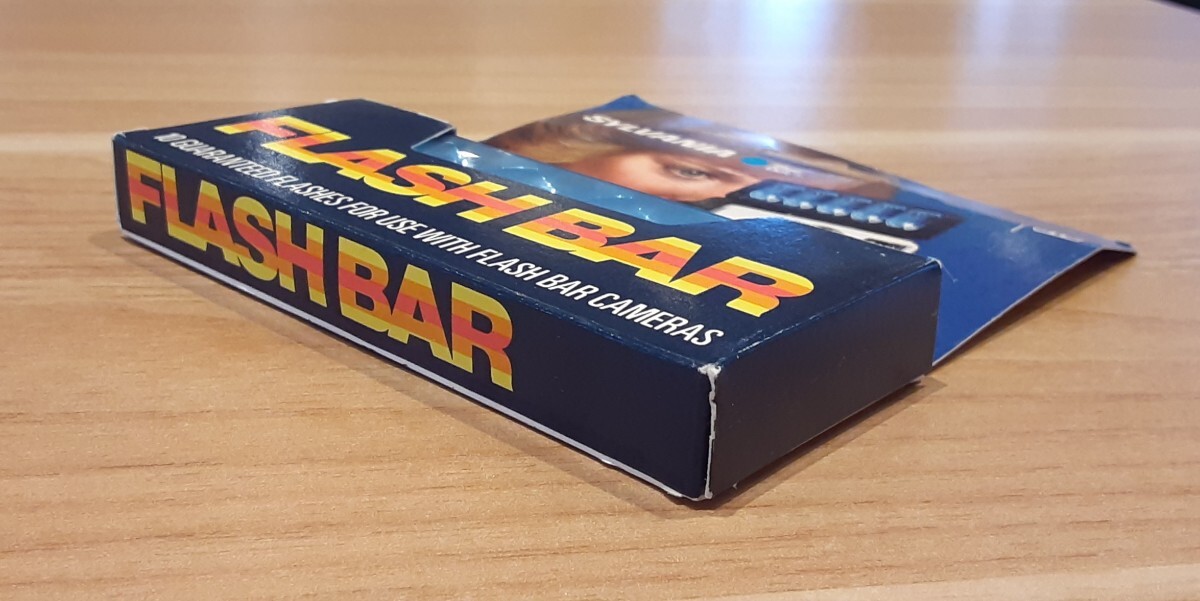 SYLVANIA
FLASH BAR
10 GUARANTEED FLASHES FOR USE WITH FLASH BAR CAMERAS
FLASH BAR